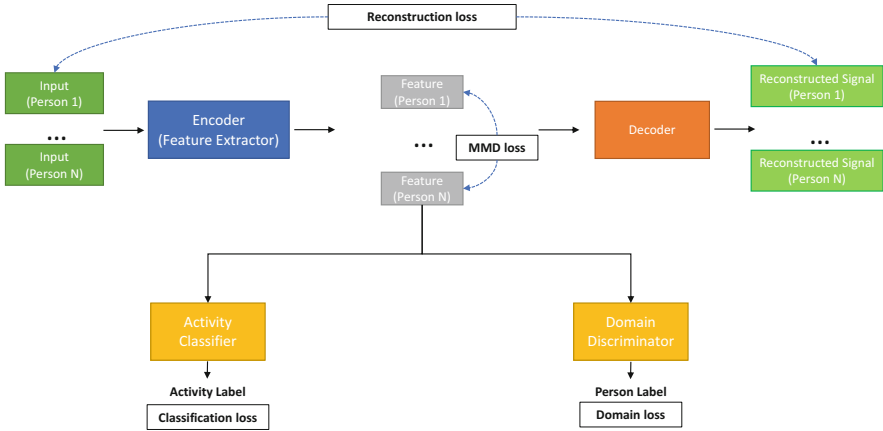 Reconstruction loss
Input
(Person 1)
...
Input
(Person N)
Encoder
(Feature Extractor)
Feature
(Person 1)
...
Feature
(Person N)
MMD loss
Decoder
Reconstructed Signal
(Person 1)
...
Reconstructed Signal
(Person N)
Activity
Classifier
Activity Label
Classification loss
Domain
Discriminator
Person Label
Domain loss